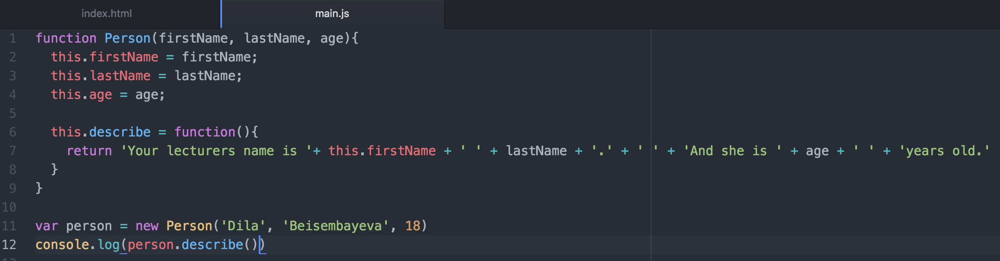 index.html
main.js
1 function Person(firstName, lastName, age){
2   this.firstName = firstName;
3   this.lastName = lastName;
4   this.age = age;
5
6   this.describe = function(){
7     return 'Your lecturers name is '+ this.firstName + ' ' + lastName + '.' + ' ' + 'And she is ' + age + ' ' + 'years old.'
8   }
9 }
10
11 var person = new Person('Dila', 'Beisembayeva', 18)
12 console.log(person.describe())
13